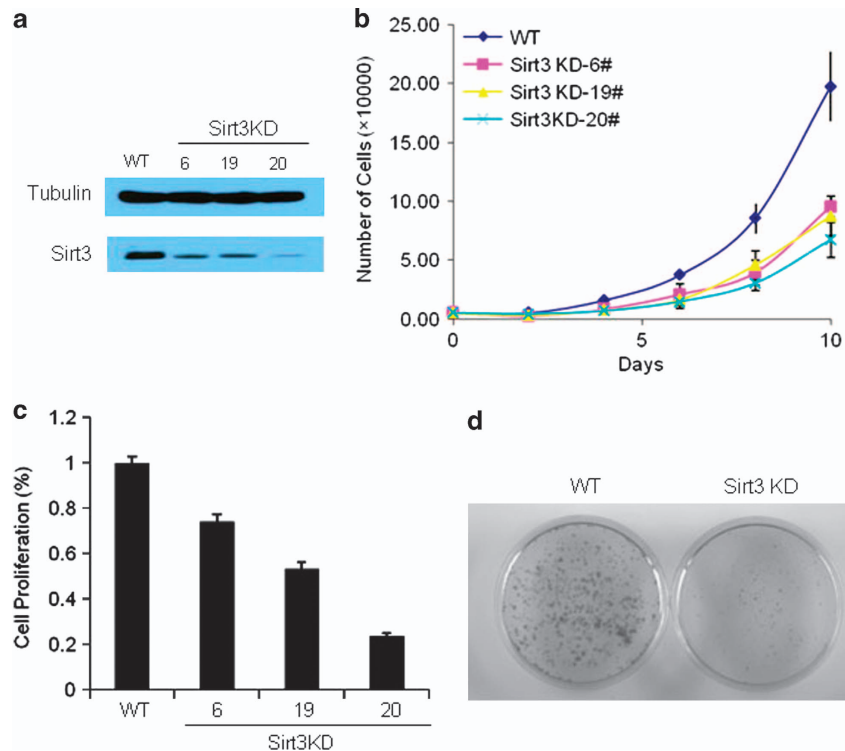 a
Sirt3KD
WT 6 19 20
Tubulin
Sirt3
b
25.00
20.00
15.00
10.00
5.00
0.00
Number of Cells (×10000)
WT
Sirt3 KD-6#
Sirt3 KD-19#
Sirt3KD-20#
0 5 10
Days
c
1.2
1
0.8
0.6
0.4
0.2
0
Cell Proliferation (%)
WT 6 19 20
Sirt3KD
d
WT Sirt3 KD